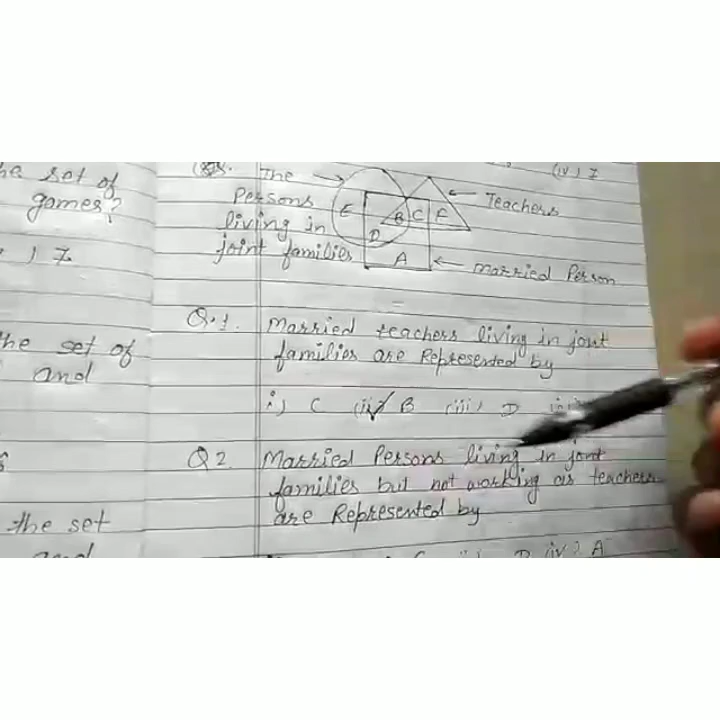 he set of
games?
) 7
the set of
and
the set
and
The
Persons
living in
joint families
(iv) 7
Teachers
E
B
C
F
D
A
married Person
Q.1. Married teachers living in joint
families are Represented by
i) C (ii) B (iii) D
Q2 Married Persons living in joint
families but not working as teachers
are Represented by
D (iv) A